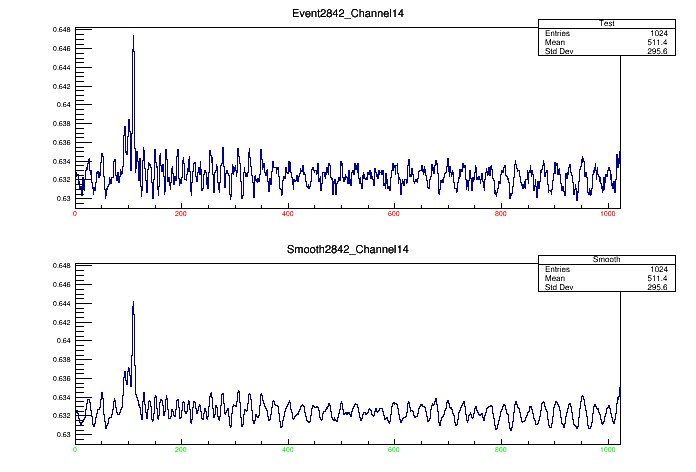 Event2842_Channel14
Test
Entries 1024
Mean 511.4
Std Dev 295.6
0.648
0.646
0.644
0.642
0.64
0.638
0.636
0.634
0.632
0.63
0 200 400 600 800 1000
Smooth2842_Channel14
Smooth
Entries 1024
Mean 511.4
Std Dev 295.6
0.648
0.646
0.644
0.642
0.64
0.638
0.636
0.634
0.632
0.63
0 200 400 600 800 1000